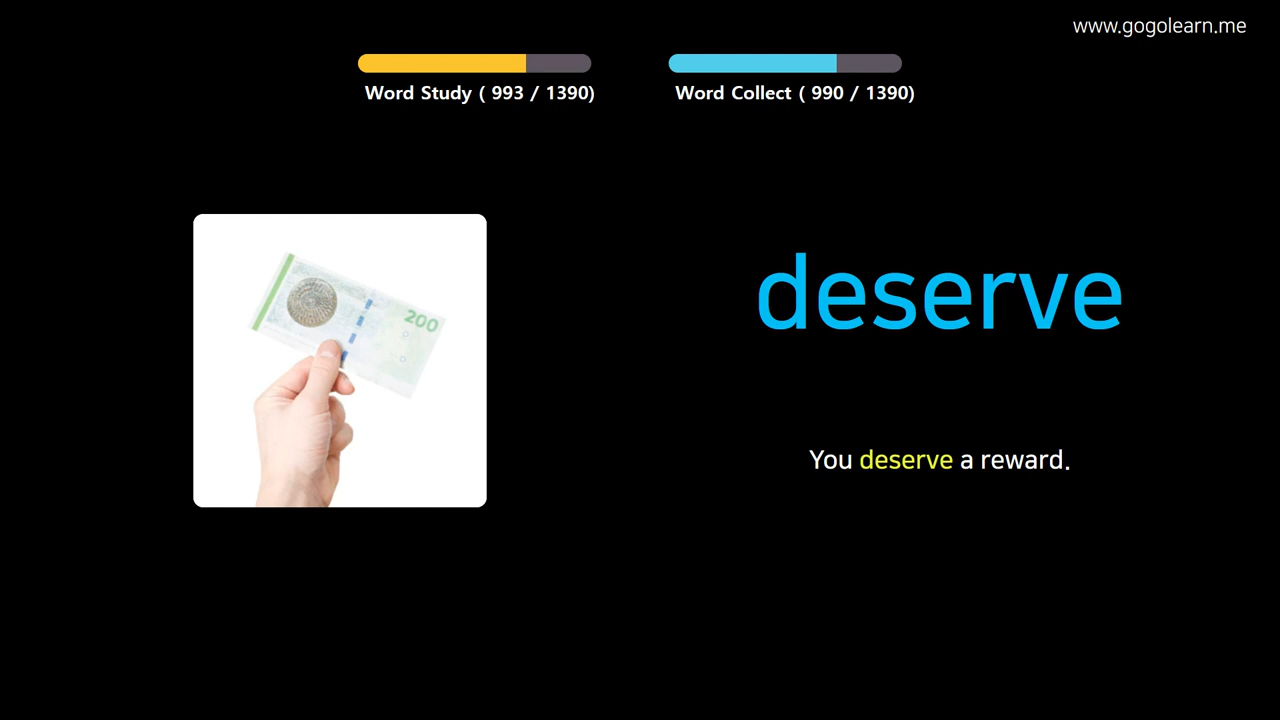 www.gogolearn.me
Word Study ( 993 / 1390)
Word Collect ( 990 / 1390)
200
deserve
You deserve a reward.